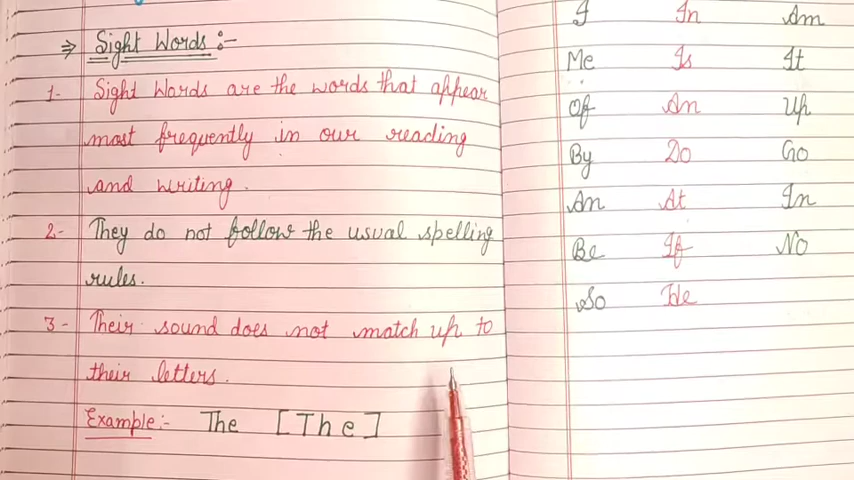 ⇒ Sight Words :-
1- Sight Words are the words that appear
most frequently in our reading
and writing.
2- They do not follow the usual spelling
rules.
3- Their sound does not match up to
their letters.
Example:- The [The]
I In Am
Me Is It
Of An Up
By Do Go
An At In
Be If No
So He